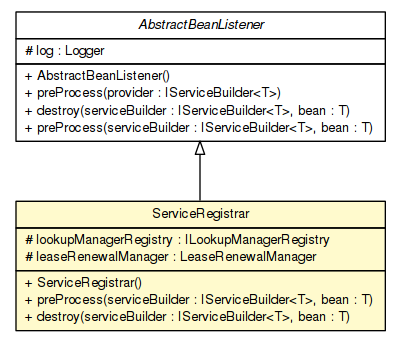 AbstractBeanListener
# log : Logger
+ AbstractBeanListener()
+ preProcess(provider : IServiceBuilder<T>)
+ destroy(serviceBuilder : IServiceBuilder<T>, bean : T)
+ preProcess(serviceBuilder : IServiceBuilder<T>, bean : T)
ServiceRegistrar
# lookupManagerRegistry : ILookupManagerRegistry
# leaseRenewalManager : LeaseRenewalManager
+ ServiceRegistrar()
+ preProcess(serviceBuilder : IServiceBuilder<T>, bean : T)
+ destroy(serviceBuilder : IServiceBuilder<T>, bean : T)